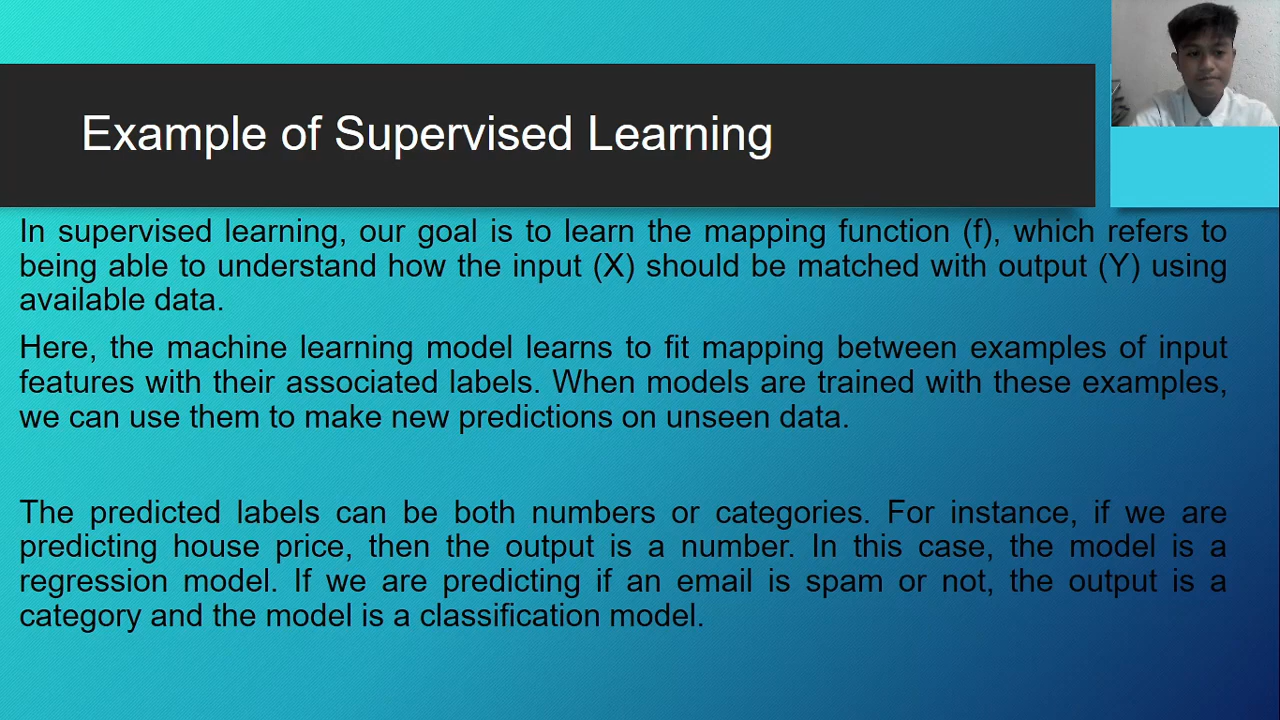 Example of Supervised Learning
In supervised learning, our goal is to learn the mapping function (f), which refers to
being able to understand how the input (X) should be matched with output (Y) using
available data.
Here, the machine learning model learns to fit mapping between examples of input
features with their associated labels. When models are trained with these examples,
we can use them to make new predictions on unseen data.
The predicted labels can be both numbers or categories. For instance, if we are
predicting house price, then the output is a number. In this case, the model is a
regression model. If we are predicting if an email is spam or not, the output is a
category and the model is a classification model.